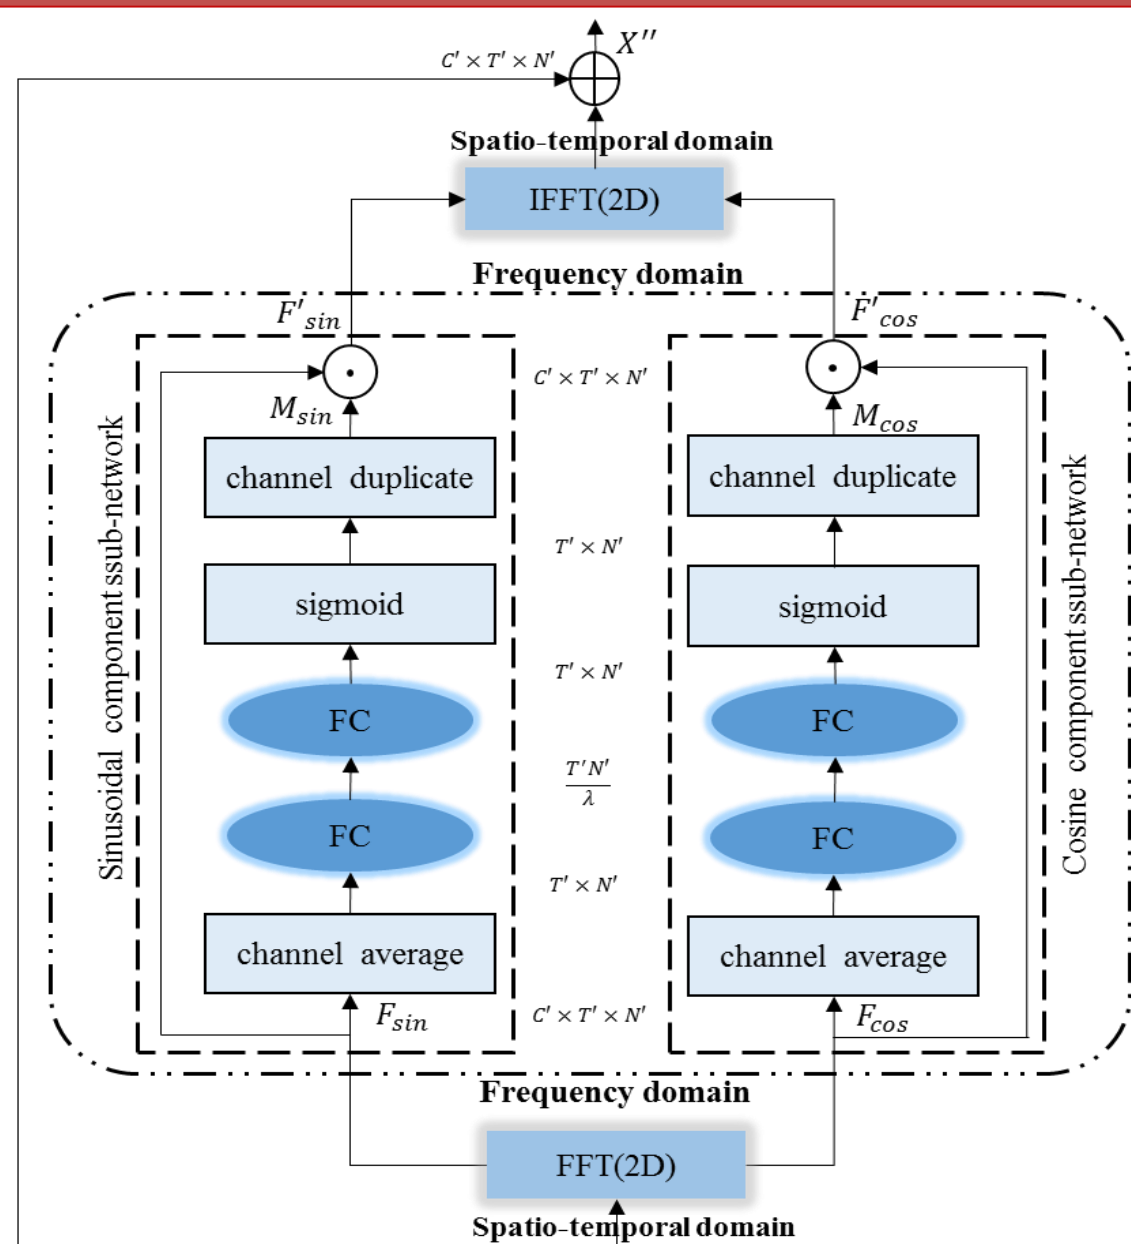 X′′
C′ × T′ × N′
Spatio-temporal domain
IFFT(2D)
Frequency domain
F′sin
F′cos
C′ × T′ × N′
Msin
Mcos
channel duplicate
channel duplicate
T′ × N′
sigmoid
sigmoid
T′ × N′
FC
FC
T′N′
λ
FC
FC
T′ × N′
channel average
channel average
Fsin
C′ × T′ × N′
Fcos
Sinusoidal component ssub-network
Cosine component ssub-network
Frequency domain
FFT(2D)
Spatio-temporal domain